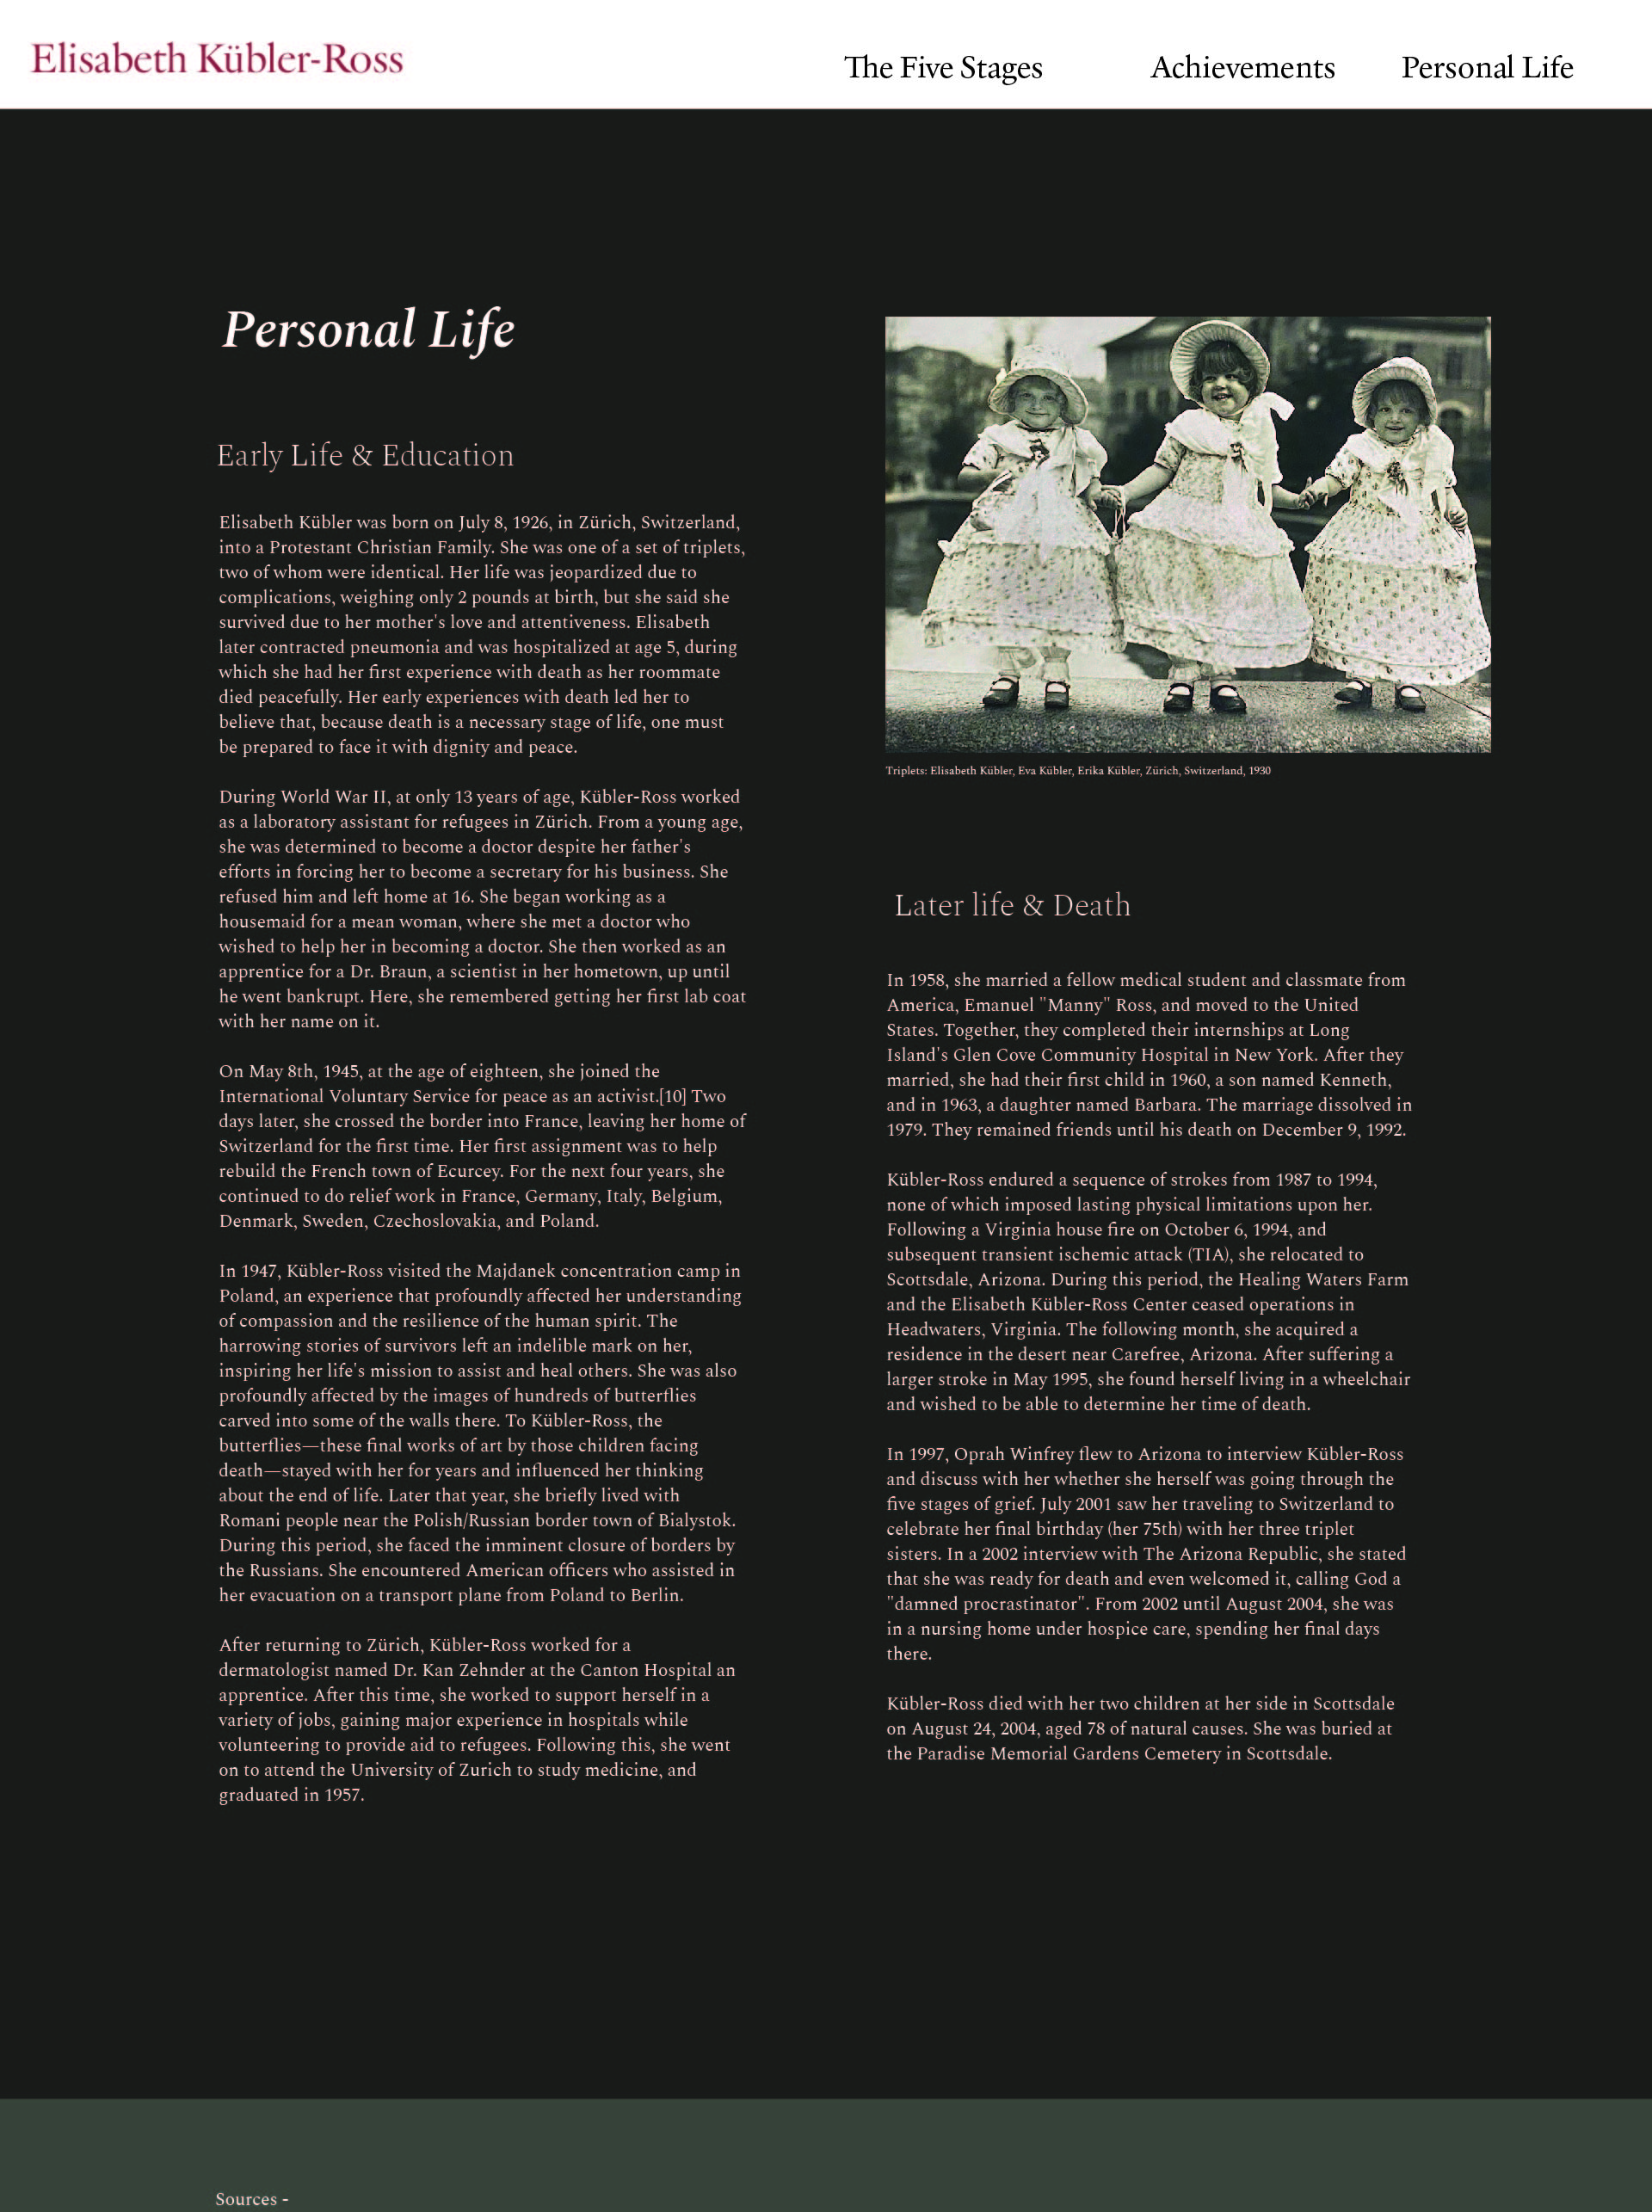 Elisabeth Kübler-Ross
The Five Stages
Achievements
Personal Life
Personal Life
Early Life & Education
Elisabeth Kübler was born on July 8, 1926, in Zürich, Switzerland,
into a Protestant Christian Family. She was one of a set of triplets,
two of whom were identical. Her life was jeopardized due to
complications, weighing only 2 pounds at birth, but she said she
survived due to her mother's love and attentiveness. Elisabeth
later contracted pneumonia and was hospitalized at age 5, during
which she had her first experience with death as her roommate
died peacefully. Her early experiences with death led her to
believe that, because death is a necessary stage of life, one must
be prepared to face it with dignity and peace.
During World War II, at only 13 years of age, Kübler-Ross worked
as a laboratory assistant for refugees in Zürich. From a young age,
she was determined to become a doctor despite her father's
efforts in forcing her to become a secretary for his business. She
refused him and left home at 16. She began working as a
housemaid for a mean woman, where she met a doctor who
wished to help her in becoming a doctor. She then worked as an
apprentice for a Dr. Braun, a scientist in her hometown, up until
he went bankrupt. Here, she remembered getting her first lab coat
with her name on it.
On May 8th, 1945, at the age of eighteen, she joined the
International Voluntary Service for peace as an activist.[10] Two
days later, she crossed the border into France, leaving her home of
Switzerland for the first time. Her first assignment was to help
rebuild the French town of Ecurcey. For the next four years, she
continued to do relief work in France, Germany, Italy, Belgium,
Denmark, Sweden, Czechoslovakia, and Poland.
In 1947, Kübler-Ross visited the Majdanek concentration camp in
Poland, an experience that profoundly affected her understanding
of compassion and the resilience of the human spirit. The
harrowing stories of survivors left an indelible mark on her,
inspiring her life's mission to assist and heal others. She was also
profoundly affected by the images of hundreds of butterflies
carved into some of the walls there. To Kübler-Ross, the
butterflies—these final works of art by those children facing
death—stayed with her for years and influenced her thinking
about the end of life. Later that year, she briefly lived with
Romani people near the Polish/Russian border town of Bialystok.
During this period, she faced the imminent closure of borders by
the Russians. She encountered American officers who assisted in
her evacuation on a transport plane from Poland to Berlin.
After returning to Zürich, Kübler-Ross worked for a
dermatologist named Dr. Kan Zehnder at the Canton Hospital an
apprentice. After this time, she worked to support herself in a
variety of jobs, gaining major experience in hospitals while
volunteering to provide aid to refugees. Following this, she went
on to attend the University of Zurich to study medicine, and
graduated in 1957.
Triplets: Elisabeth Kübler, Eva Kübler, Erika Kübler, Zürich, Switzerland, 1930
Later life & Death
In 1958, she married a fellow medical student and classmate from
America, Emanuel "Manny" Ross, and moved to the United
States. Together, they completed their internships at Long
Island's Glen Cove Community Hospital in New York. After they
married, she had their first child in 1960, a son named Kenneth,
and in 1963, a daughter named Barbara. The marriage dissolved in
1979. They remained friends until his death on December 9, 1992.
Kübler-Ross endured a sequence of strokes from 1987 to 1994,
none of which imposed lasting physical limitations upon her.
Following a Virginia house fire on October 6, 1994, and
subsequent transient ischemic attack (TIA), she relocated to
Scottsdale, Arizona. During this period, the Healing Waters Farm
and the Elisabeth Kübler-Ross Center ceased operations in
Headwaters, Virginia. The following month, she acquired a
residence in the desert near Carefree, Arizona. After suffering a
larger stroke in May 1995, she found herself living in a wheelchair
and wished to be able to determine her time of death.
In 1997, Oprah Winfrey flew to Arizona to interview Kübler-Ross
and discuss with her whether she herself was going through the
five stages of grief. July 2001 saw her traveling to Switzerland to
celebrate her final birthday (her 75th) with her three triplet
sisters. In a 2002 interview with The Arizona Republic, she stated
that she was ready for death and even welcomed it, calling God a
"damned procrastinator". From 2002 until August 2004, she was
in a nursing home under hospice care, spending her final days
there.
Kübler-Ross died with her two children at her side in Scottsdale
on August 24, 2004, aged 78 of natural causes. She was buried at
the Paradise Memorial Gardens Cemetery in Scottsdale.
Sources -